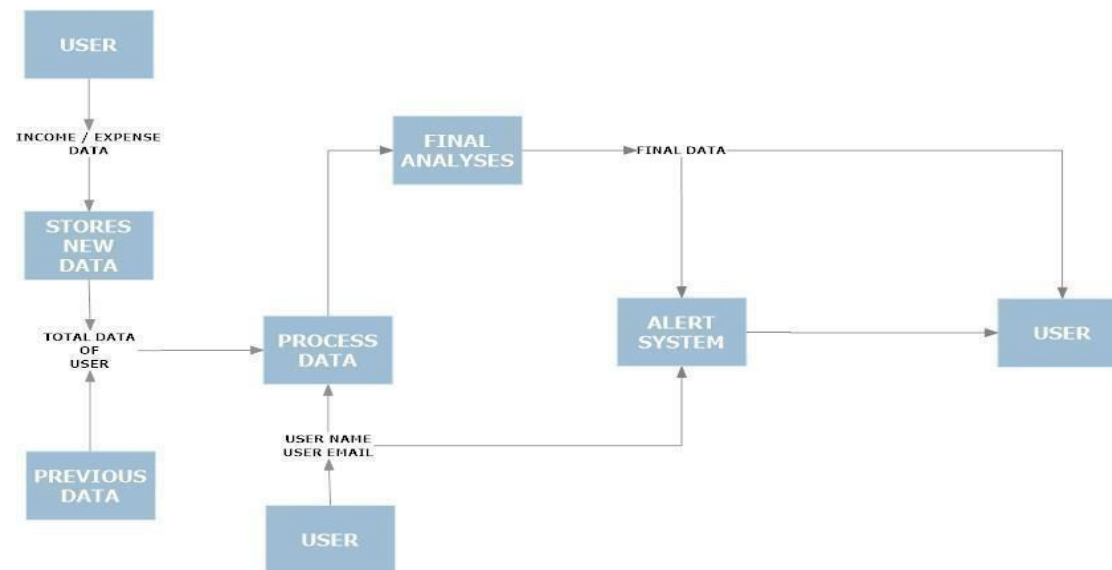 USER
INCOME / EXPENSE
DATA
STORES
NEW
DATA
TOTAL DATA
OF
USER
PREVIOUS
DATA
PROCESS
DATA
USER NAME
USER EMAIL
USER
FINAL
ANALYSES
FINAL DATA
ALERT
SYSTEM
USER